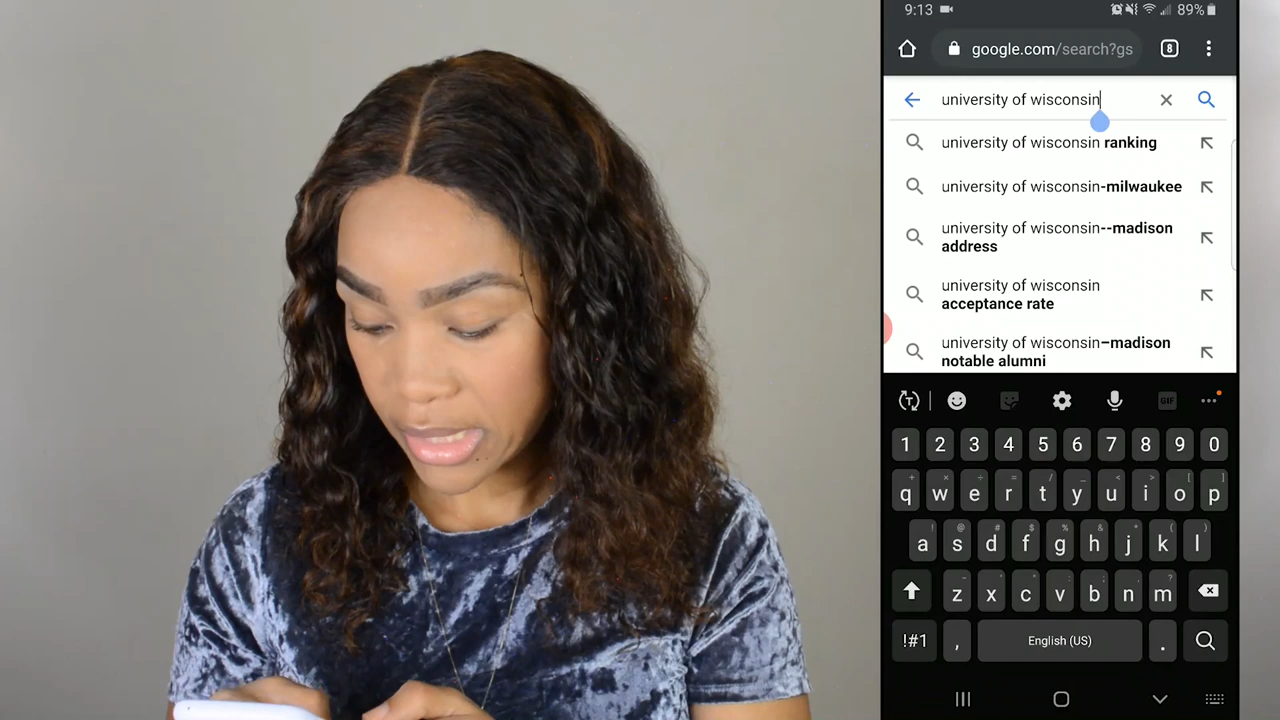 9:13
89%
google.com/search?gs
8
university of wisconsin
university of wisconsin ranking
university of wisconsin-milwaukee
university of wisconsin--madison
address
university of wisconsin
acceptance rate
university of wisconsin–madison
notable alumni
GIF
1 2 3 4 5 6 7 8 9 0
q w e r t y u i o p
a s d f g h j k l
z x c v b n m
!#1 , English (US) .